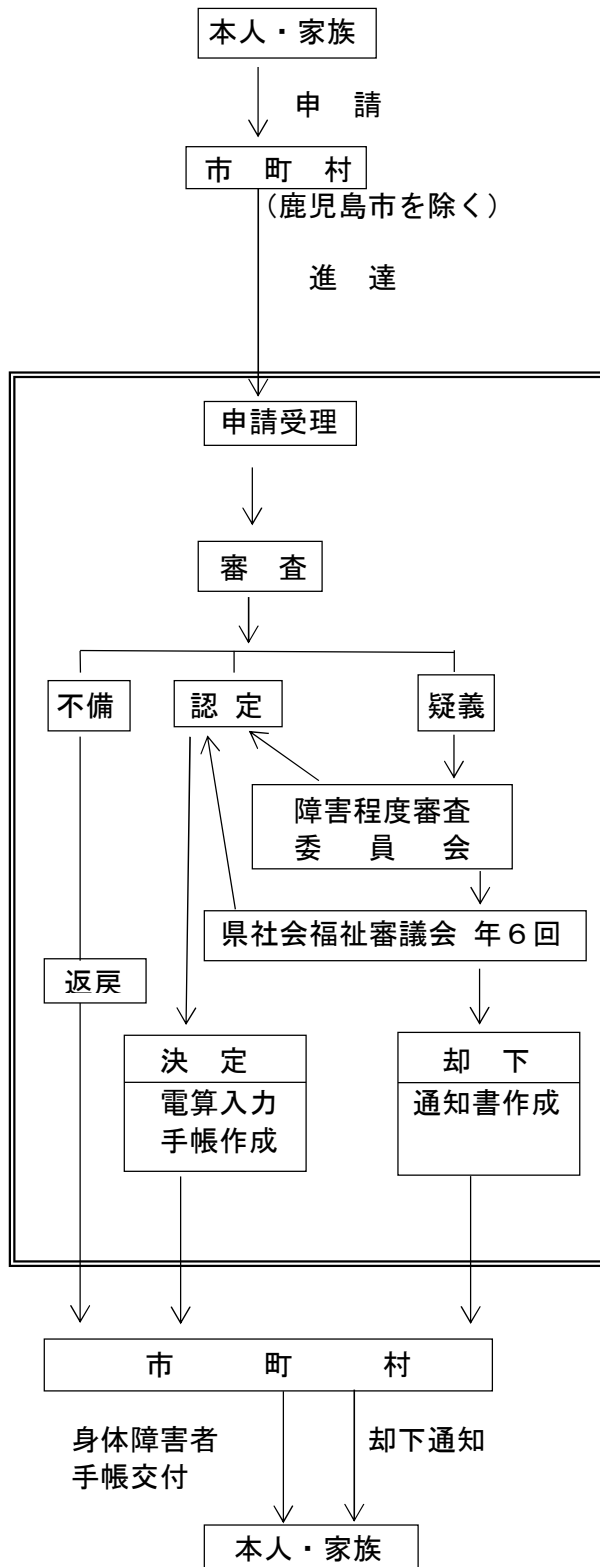 本人・家族
申　請
市　町　村
(鹿児島市を除く)
進　達
申請受理
審　査
不備
認　定
疑義
障害程度審査
委　員　会
県社会福祉審議会 年６回
返戻
決　定
電算入力
手帳作成
却　下
通知書作成
市　町　村
身体障害者
手帳交付
却下通知
本人・家族